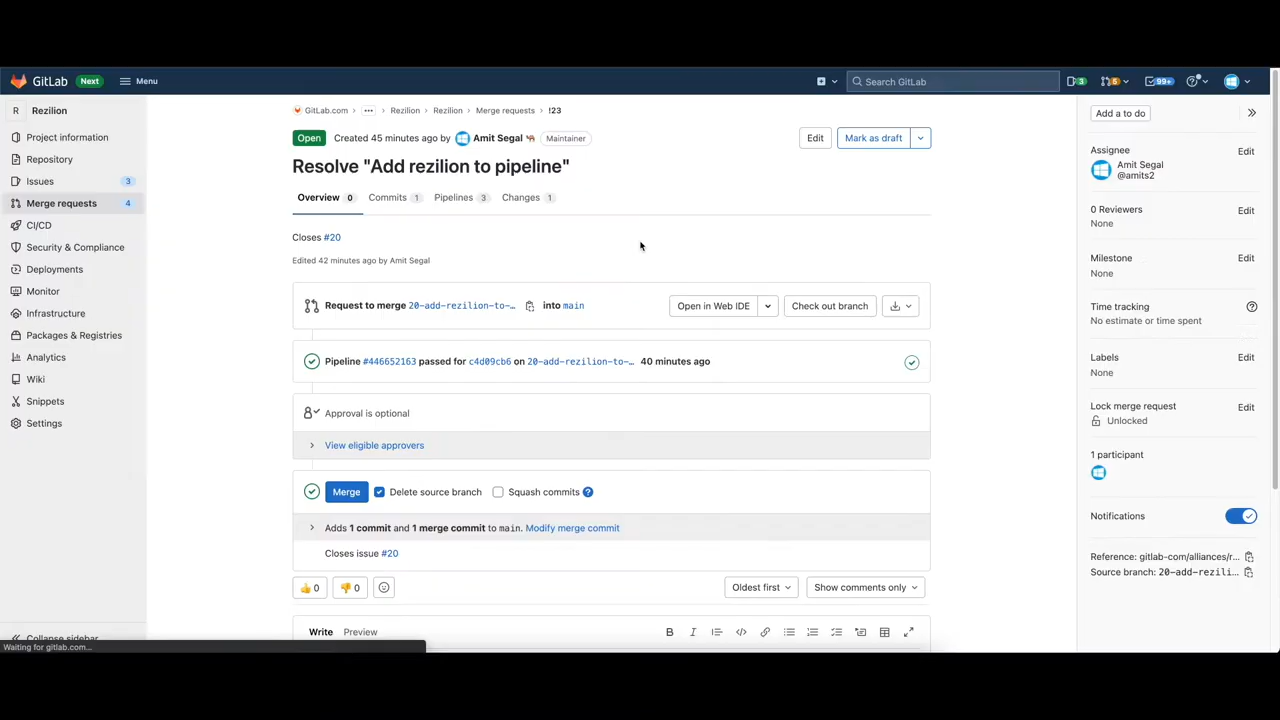 GitLab Next Menu Search GitLab 3 5 99+
R Rezilion
Project information
Repository
Issues 3
Merge requests 4
CI/CD
Security & Compliance
Deployments
Monitor
Infrastructure
Packages & Registries
Analytics
Wiki
Snippets
Settings
Collapse sidebar
Waiting for gitlab.com...
GitLab.com > ... > Rezilion > Rezilion > Merge requests > !23
Open Created 45 minutes ago by Amit Segal Maintainer Edit Mark as draft
Resolve "Add rezilion to pipeline"
Overview 0 Commits 1 Pipelines 3 Changes 1
Closes #20
Edited 42 minutes ago by Amit Segal
Request to merge 20-add-rezilion-to-… into main Open in Web IDE Check out branch
Pipeline #446652163 passed for c4d09cb6 on 20-add-rezilion-to-… 40 minutes ago
Approval is optional
View eligible approvers
Merge Delete source branch Squash commits ?
Adds 1 commit and 1 merge commit to main. Modify merge commit
Closes issue #20
👍 0 👎 0 Oldest first Show comments only
Write Preview B I
Add a to do
Assignee Edit
Amit Segal
@amits2
0 Reviewers Edit
None
Milestone Edit
None
Time tracking
No estimate or time spent
Labels Edit
None
Lock merge request Edit
Unlocked
1 participant
Notifications
Reference: gitlab-com/alliances/r...
Source branch: 20-add-rezili...